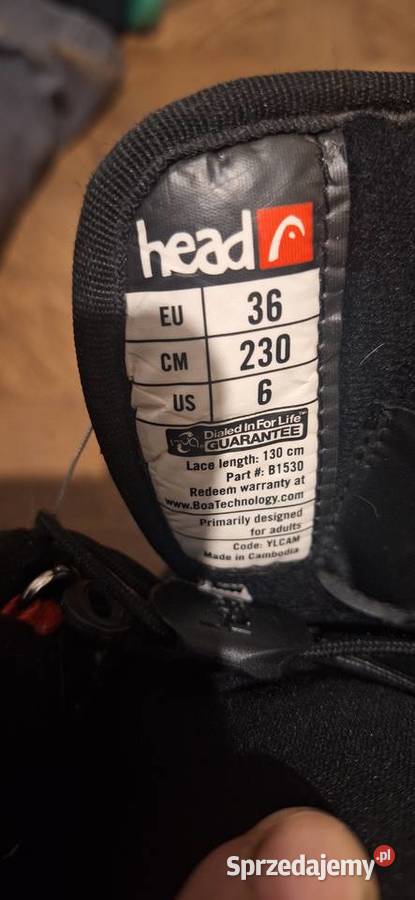 head
EU 36
CM 230
US 6
Dialed In For Life™
GUARANTEE
Lace length: 130 cm
Part #: B1530
Redeem warranty at
www.BoaTechnology.com
Primarily designed
for adults
Code: YLCAM
Made in Cambodia
Sprzedajemy.pl